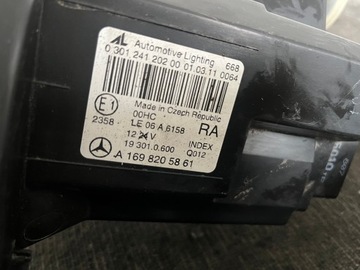 AL Automotive Lighting 668
0 301 241 202 00 01 03 11 0064
Made in Czech Republic
E1 00HC RA
2358 LE 06 A 6158
12 V INDEX
19 301.0.600 Q012
A 169 820 58 61